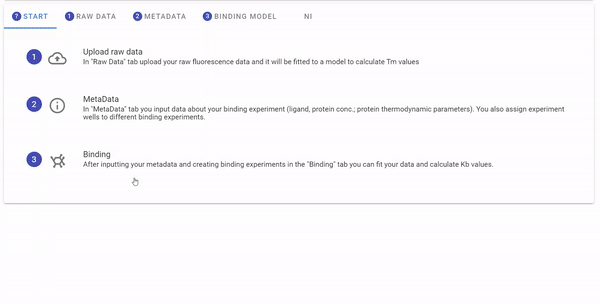 ? START 1 RAW DATA 2 METADATA 3 BINDING MODEL NI
1 Upload raw data
In "Raw Data" tab upload your raw fluorescence data and it will be fitted to a model to calculate Tm values
2 MetaData
In "MetaData" tab you input data about your binding experiment (ligand, protein conc.; protein thermodynamic parameters). You also assign experiment
wells to different binding experiments.
3 Binding
After inputting your metadata and creating binding experiments in the "Binding" tab you can fit your data and calculate Kb values.